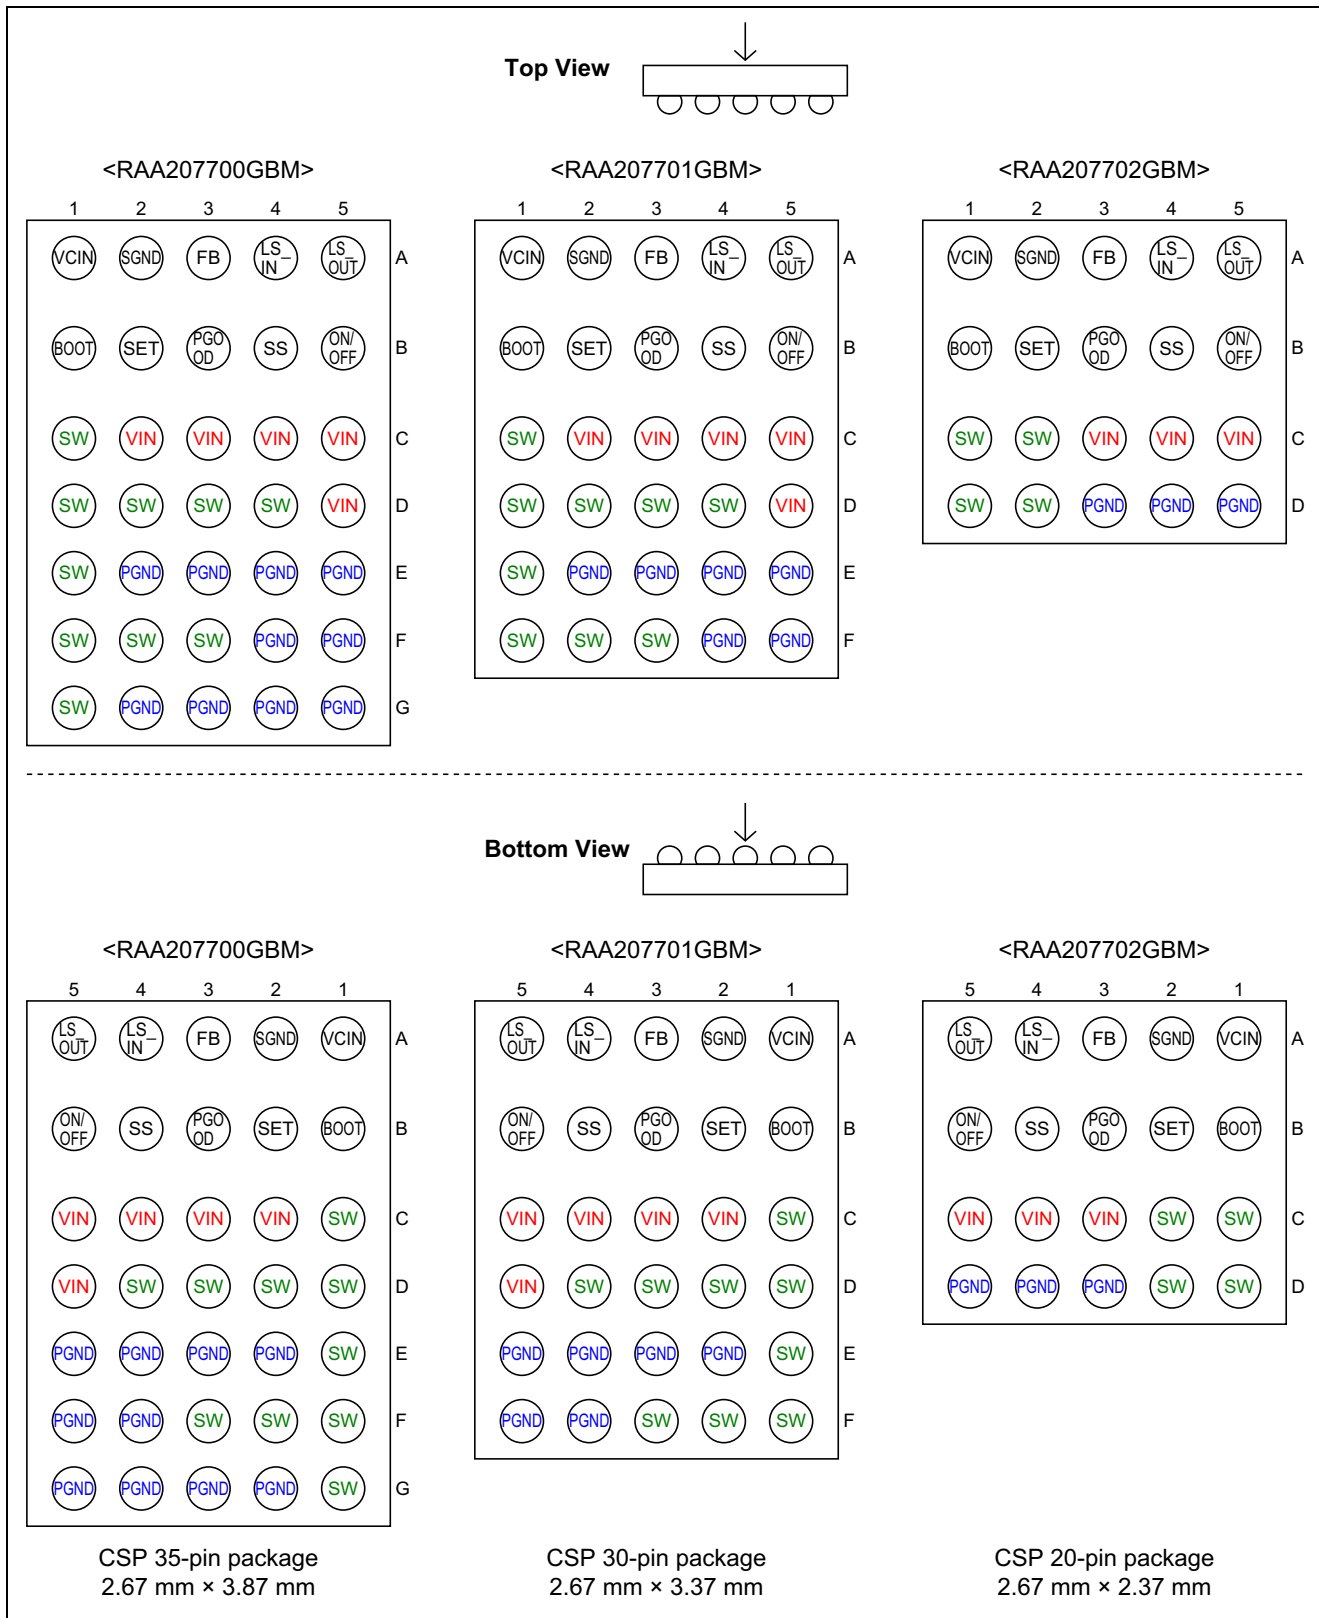 Top View
<RAA207700GBM> <RAA207701GBM> <RAA207702GBM>
1 2 3 4 5 1 2 3 4 5 1 2 3 4 5
VCIN SGND FB LS_IN LS_OUT A VCIN SGND FB LS_IN LS_OUT A VCIN SGND FB LS_IN LS_OUT A
BOOT SET PGOOD SS ON/OFF B BOOT SET PGOOD SS ON/OFF B BOOT SET PGOOD SS ON/OFF B
SW VIN VIN VIN VIN C SW VIN VIN VIN VIN C SW SW VIN VIN VIN C
SW SW SW SW VIN D SW SW SW SW VIN D SW SW PGND PGND PGND D
SW PGND PGND PGND PGND E SW PGND PGND PGND PGND E
SW SW SW PGND PGND F SW SW SW PGND PGND F
SW PGND PGND PGND PGND G
Bottom View
<RAA207700GBM> <RAA207701GBM> <RAA207702GBM>
5 4 3 2 1 5 4 3 2 1 5 4 3 2 1
LS_OUT LS_IN FB SGND VCIN A LS_OUT LS_IN FB SGND VCIN A LS_OUT LS_IN FB SGND VCIN A
ON/OFF SS PGOOD SET BOOT B ON/OFF SS PGOOD SET BOOT B ON/OFF SS PGOOD SET BOOT B
VIN VIN VIN VIN SW C VIN VIN VIN VIN SW C VIN VIN VIN SW SW C
VIN SW SW SW SW D VIN SW SW SW SW D PGND PGND PGND SW SW D
PGND PGND PGND PGND SW E PGND PGND PGND PGND SW E
PGND PGND SW SW SW F PGND PGND SW SW SW F
PGND PGND PGND PGND SW G
CSP 35-pin package CSP 30-pin package CSP 20-pin package
2.67 mm × 3.87 mm 2.67 mm × 3.37 mm 2.67 mm × 2.37 mm